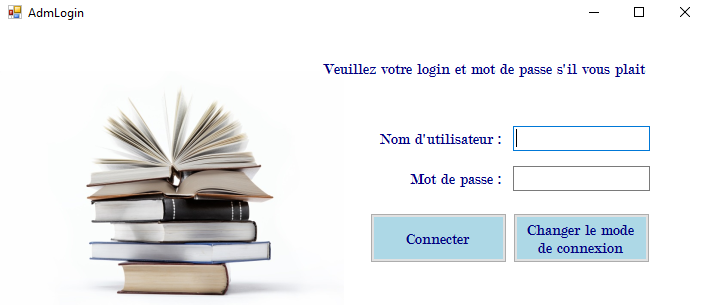 AdmLogin
Veuillez votre login et mot de passe s'il vous plait
Nom d'utilisateur :
Mot de passe :
Connecter
Changer le mode
de connexion